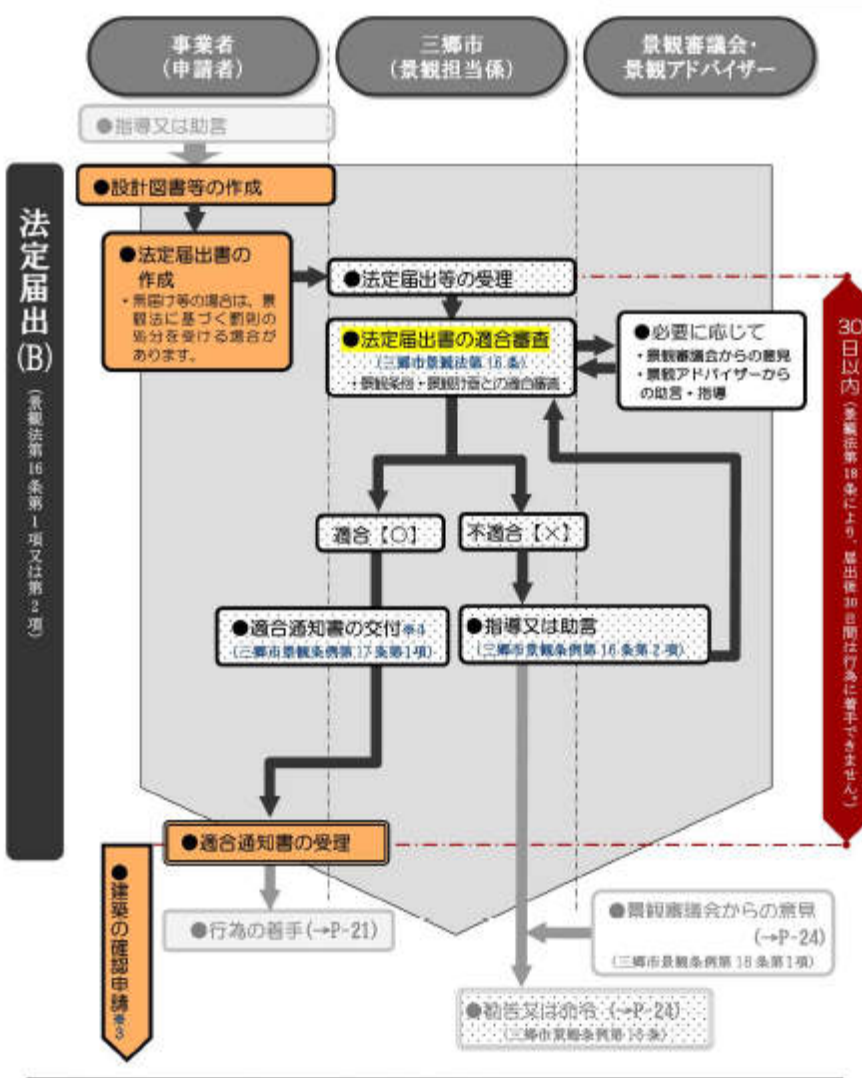 事業者
(申請者)
三郷市
(景観担当係)
景観審議会・
景観アドバイザー
●指導又は助言
法定届出(B)
(景観法第16条第1項又は第2項)
●設計図書等の作成
●法定届出書の
作成
・無届け等の場合は、景
観法に基づく罰則の
処分を受ける場合が
あります。
●法定届出等の受理
●法定届出書の適合審査
(三郷市景観法第16条)
・景観条例・景観計画との適合審査
●必要に応じて
・景観審議会からの意見
・景観アドバイザーから
の助言・指導
30日以内(景観法第18条により、届出後30日間は行為に着手できません。)
適合【○】
不適合【×】
●適合通知書の交付※4
(三郷市景観条例第17条第1項)
●指導又は助言
(三郷市景観条例第16条第2項)
●適合通知書の受理
●建築の確認申請※3
●行為の着手(→P-21)
●景観審議会からの意見
(→P-24)
(三郷市景観条例第18条第1項)
●勧告又は命令(→P-24)
(三郷市景観条例第18条)